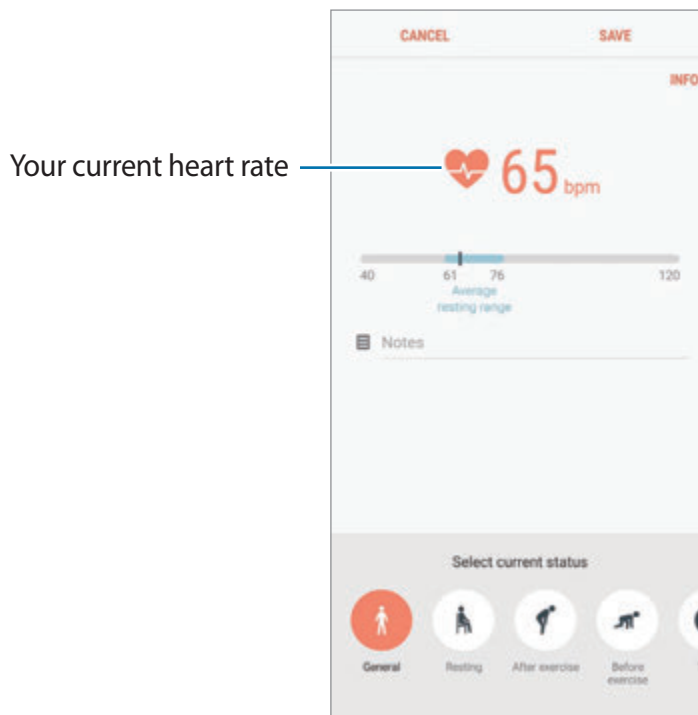 CANCEL SAVE
INFO
Your current heart rate
65 bpm
40 61 76 120
Average
resting range
Notes
Select current status
General Resting After exercise Before
exercise